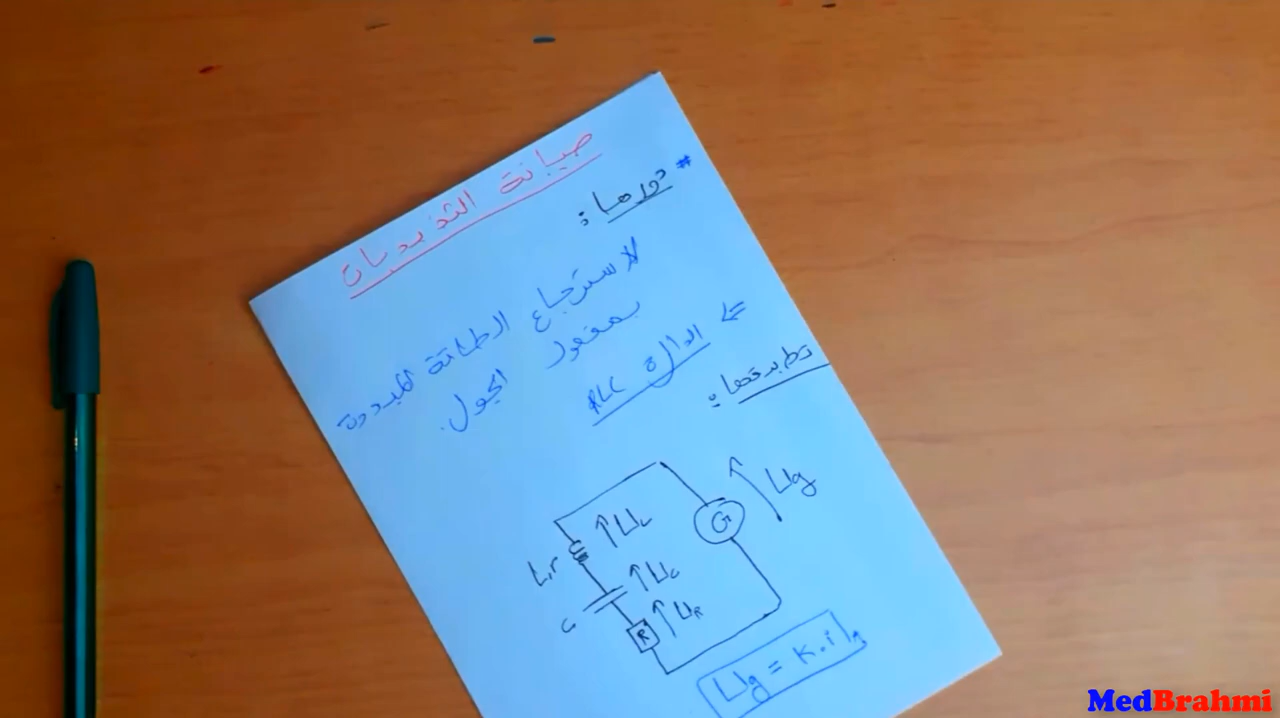 صيانة التذبذبات
* دورها :
لاسترجاع الطاقة المبددة
بمفعول الجول.
⇐ الدارة RLC
تطبيقها :
G
Ug
L,r
UL
C
Uc
R
UR
Ug = K.i
MedBrahmi